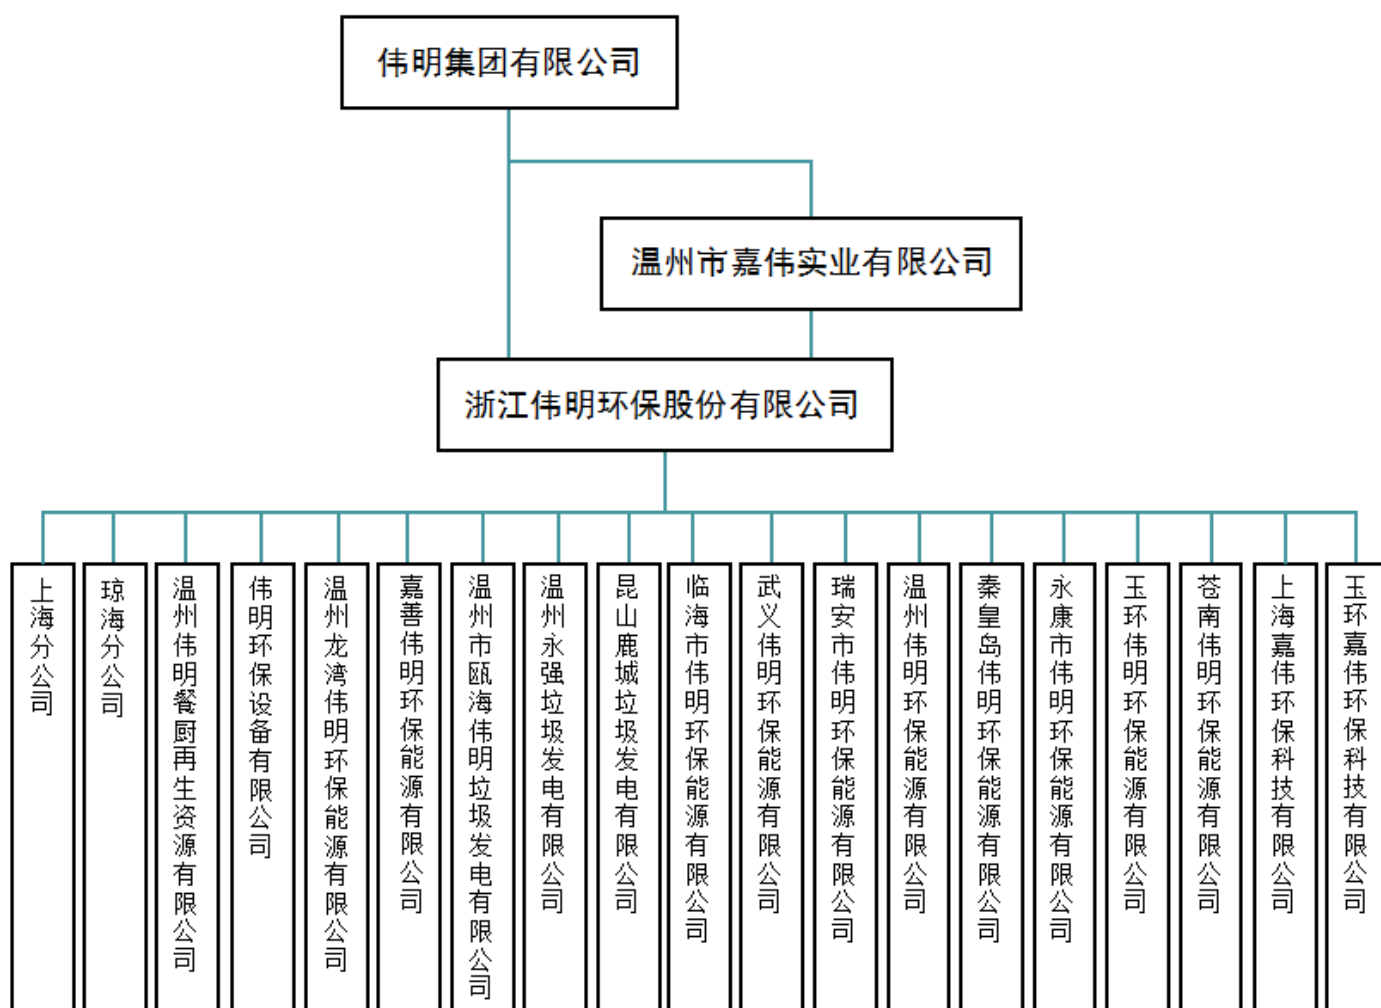 伟明集团有限公司
温州市嘉伟实业有限公司
浙江伟明环保股份有限公司
上海分公司
琼海分公司
温州伟明餐厨再生资源有限公司
伟明环保设备有限公司
温州龙湾伟明环保能源有限公司
嘉善伟明环保能源有限公司
温州市瓯海伟明垃圾发电有限公司
温州永强垃圾发电有限公司
昆山鹿城垃圾发电有限公司
临海市伟明环保能源有限公司
武义伟明环保能源有限公司
瑞安市伟明环保能源有限公司
温州伟明环保能源有限公司
秦皇岛伟明环保能源有限公司
永康市伟明环保能源有限公司
玉环伟明环保能源有限公司
苍南伟明环保能源有限公司
上海嘉伟环保科技有限公司
玉环嘉伟环保科技有限公司